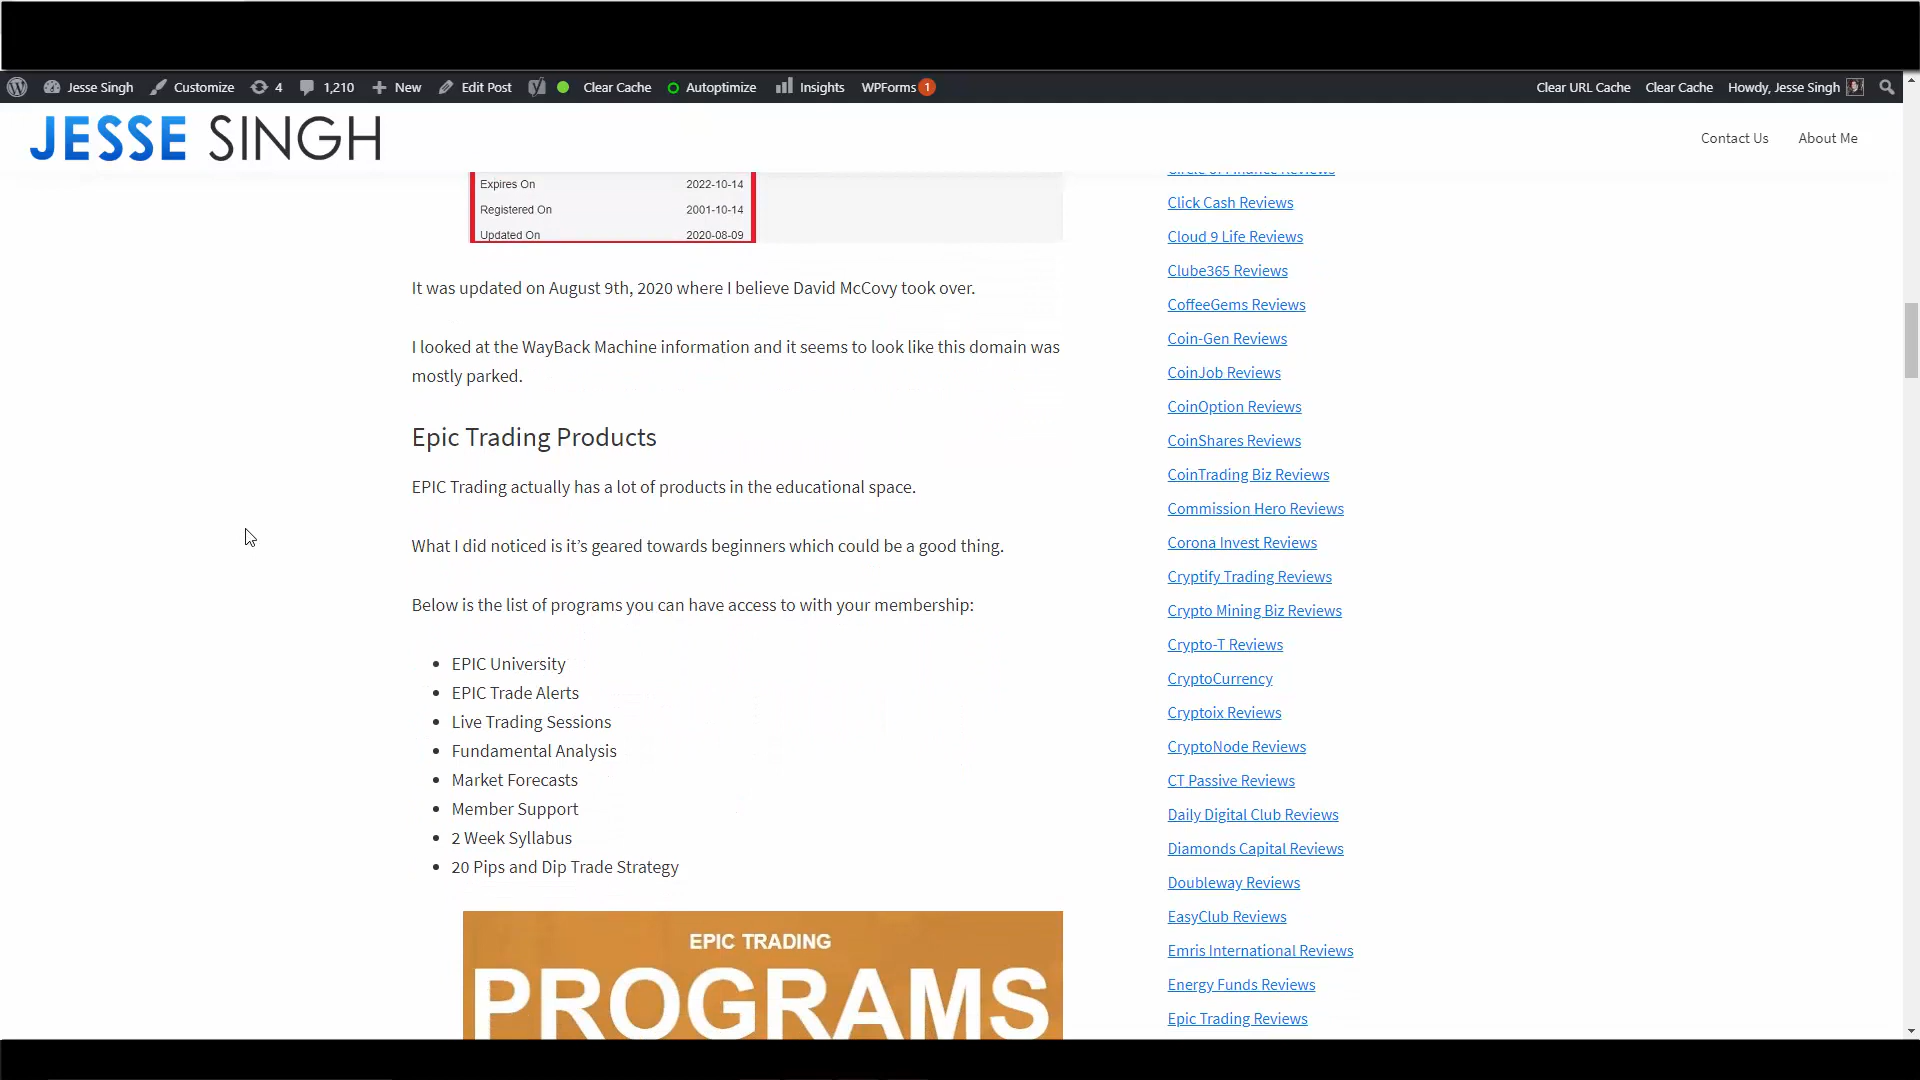 Jesse Singh Customize 4 1,210 New Edit Post Clear Cache Autoptimize Insights WPForms 1 Clear URL Cache Clear Cache Howdy, Jesse Singh
JESSE SINGH
Contact Us About Me
Expires On 2022-10-14
Registered On 2001-10-14
Updated On 2020-08-09
It was updated on August 9th, 2020 where I believe David McCovy took over.
I looked at the WayBack Machine information and it seems to look like this domain was
mostly parked.
Epic Trading Products
EPIC Trading actually has a lot of products in the educational space.
What I did noticed is it’s geared towards beginners which could be a good thing.
Below is the list of programs you can have access to with your membership:
• EPIC University
• EPIC Trade Alerts
• Live Trading Sessions
• Fundamental Analysis
• Market Forecasts
• Member Support
• 2 Week Syllabus
• 20 Pips and Dip Trade Strategy
EPIC TRADING
PROGRAMS
Click Cash Reviews
Cloud 9 Life Reviews
Clube365 Reviews
CoffeeGems Reviews
Coin-Gen Reviews
CoinJob Reviews
CoinOption Reviews
CoinShares Reviews
CoinTrading Biz Reviews
Commission Hero Reviews
Corona Invest Reviews
Cryptify Trading Reviews
Crypto Mining Biz Reviews
Crypto-T Reviews
CryptoCurrency
Cryptoix Reviews
CryptoNode Reviews
CT Passive Reviews
Daily Digital Club Reviews
Diamonds Capital Reviews
Doubleway Reviews
EasyClub Reviews
Emris International Reviews
Energy Funds Reviews
Epic Trading Reviews